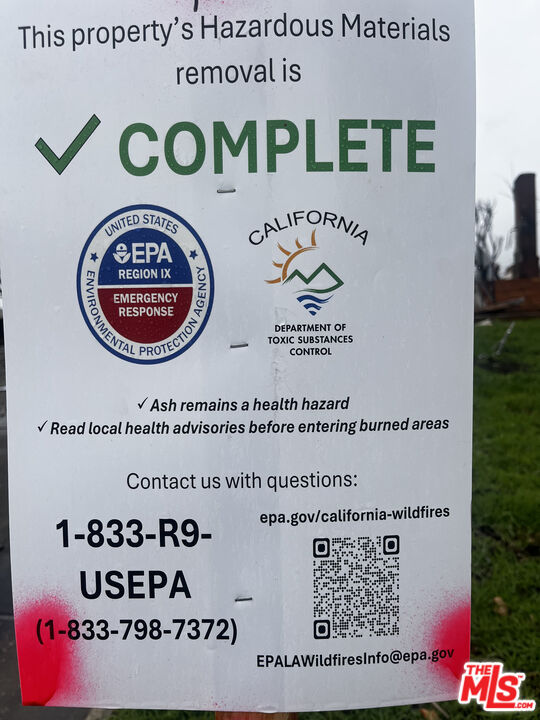 This property's Hazardous Materials
removal is
✓ COMPLETE
UNITED STATES
EPA
REGION IX
EMERGENCY
RESPONSE
ENVIRONMENTAL PROTECTION AGENCY
CALIFORNIA
DEPARTMENT OF
TOXIC SUBSTANCES
CONTROL
✓ Ash remains a health hazard
✓ Read local health advisories before entering burned areas
Contact us with questions:
1-833-R9-
USEPA
(1-833-798-7372)
epa.gov/california-wildfires
EPALAWildfiresInfo@epa.gov
THE
MLS
.COM